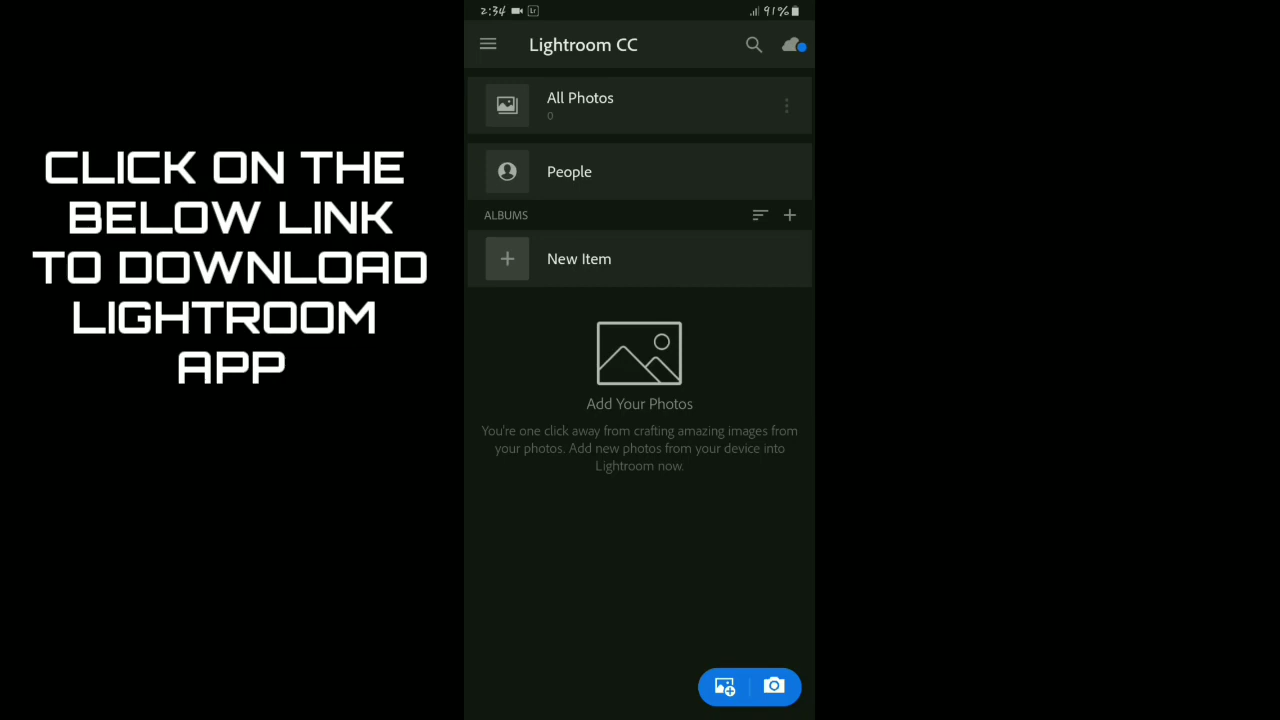 2:34 Lr 91%
Lightroom CC
CLICK ON THE
BELOW LINK
TO DOWNLOAD
LIGHTROOM
APP
All Photos
0
People
ALBUMS
New Item
Add Your Photos
You're one click away from crafting amazing images from
your photos. Add new photos from your device into
Lightroom now.